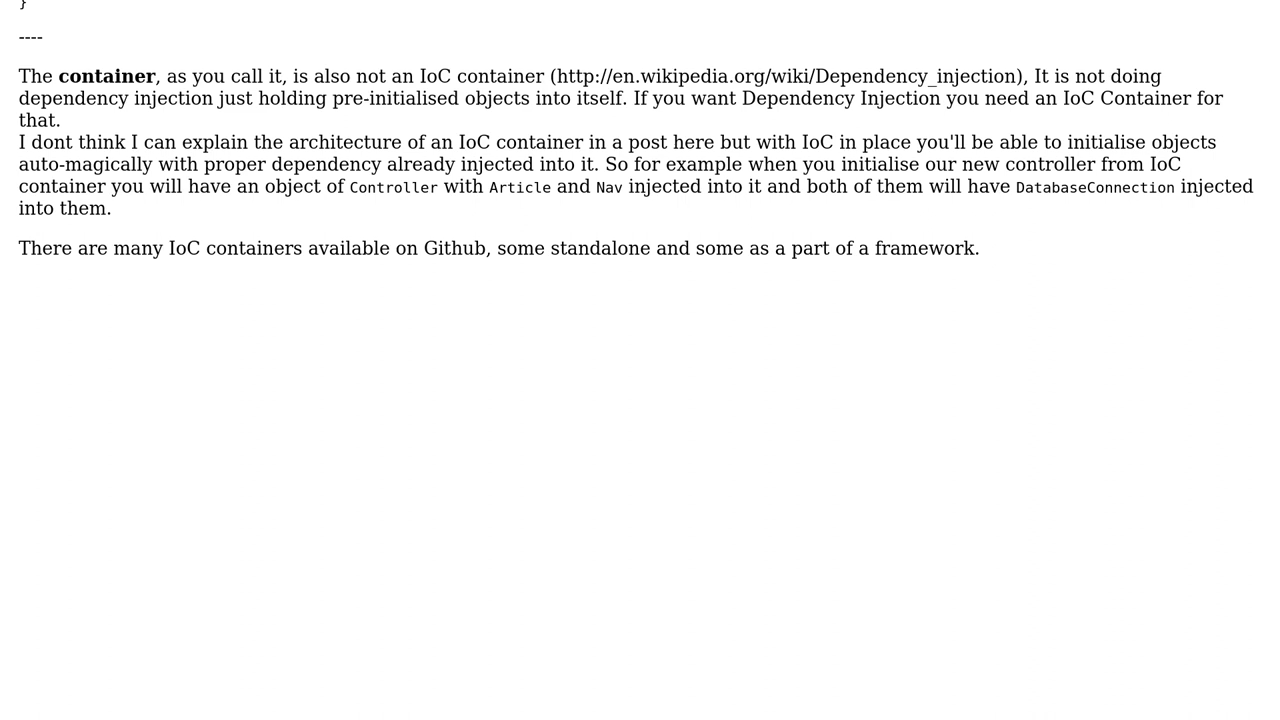 }
----
The container, as you call it, is also not an IoC container (http://en.wikipedia.org/wiki/Dependency_injection), It is not doing
dependency injection just holding pre-initialised objects into itself. If you want Dependency Injection you need an IoC Container for
that.
I dont think I can explain the architecture of an IoC container in a post here but with IoC in place you'll be able to initialise objects
auto-magically with proper dependency already injected into it. So for example when you initialise our new controller from IoC
container you will have an object of Controller with Article and Nav injected into it and both of them will have DatabaseConnection injected
into them.
There are many IoC containers available on Github, some standalone and some as a part of a framework.